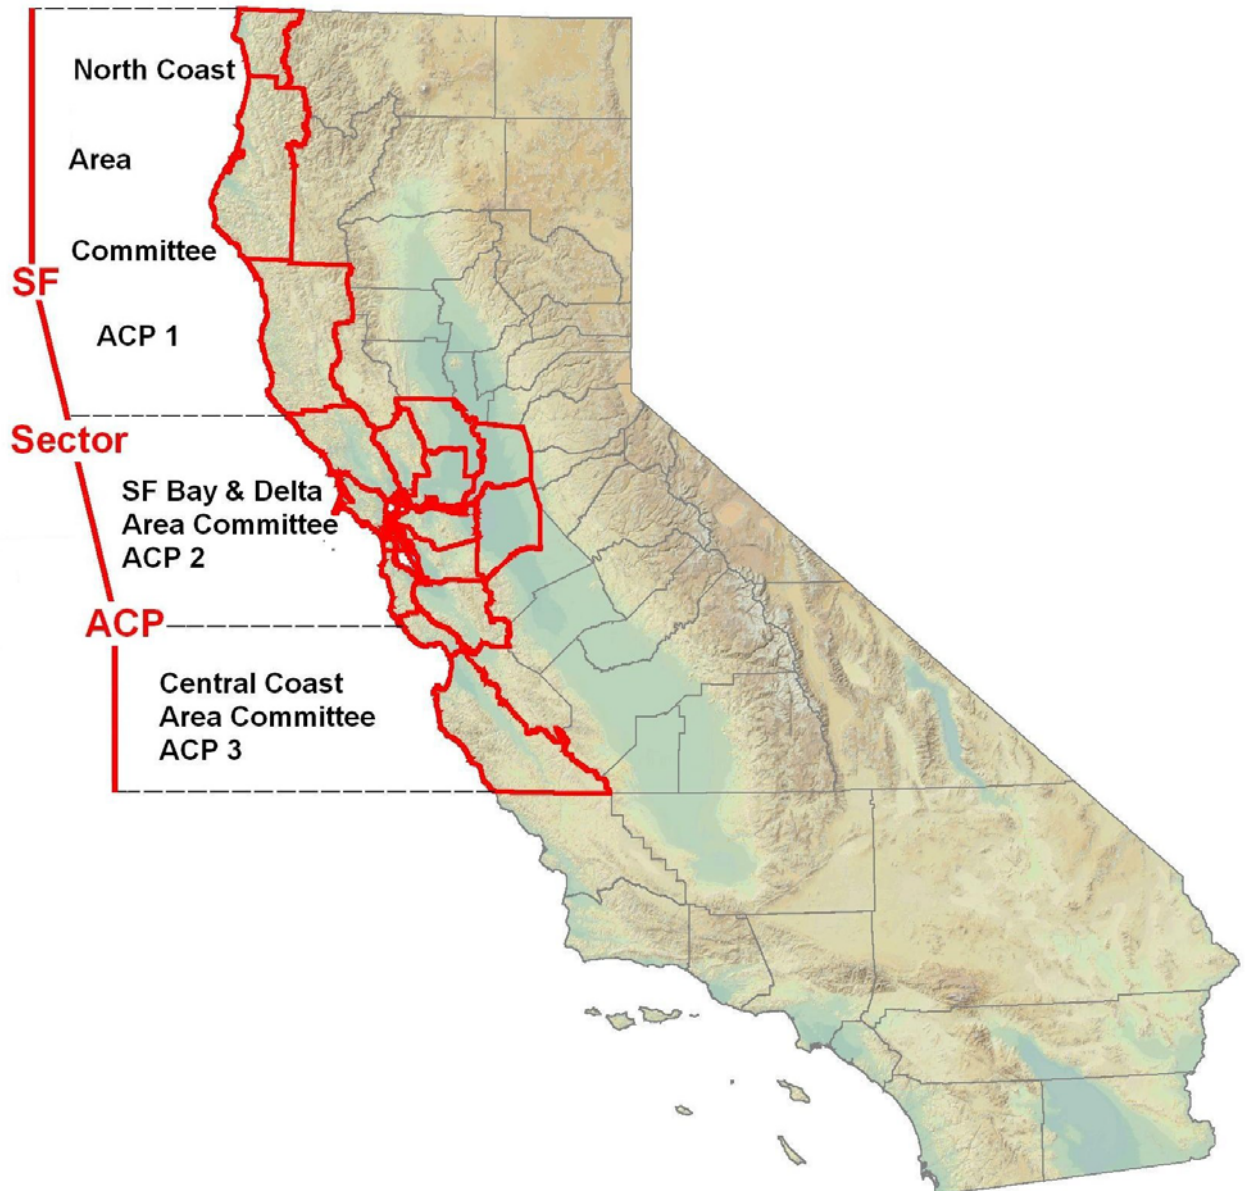 North Coast
Area
Committee
SF
ACP 1
Sector
SF Bay & Delta
Area Committee
ACP 2
ACP
Central Coast
Area Committee
ACP 3